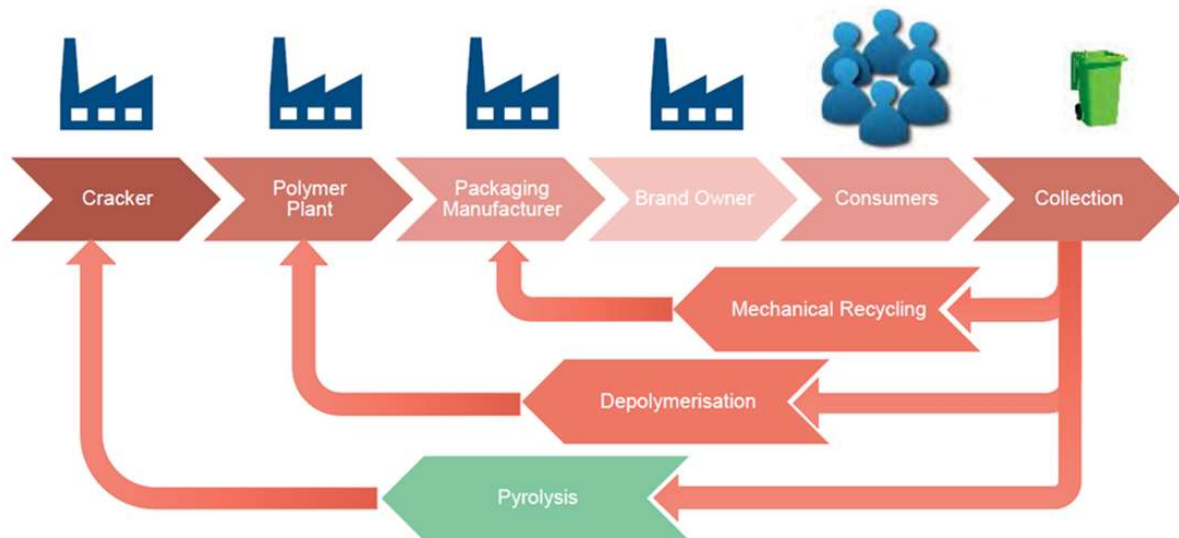 Cracker
Polymer
Plant
Packaging
Manufacturer
Brand Owner
Consumers
Collection
Mechanical Recycling
Depolymerisation
Pyrolysis